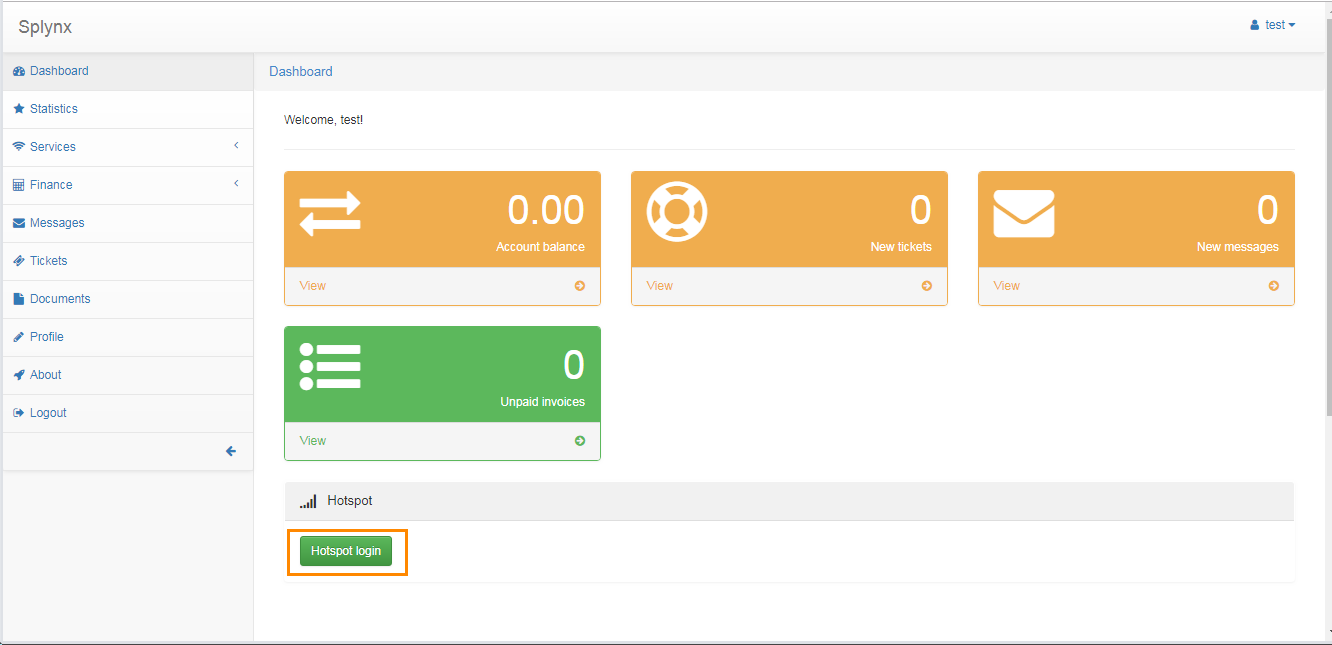 Splynx
test
Dashboard
Statistics
Services
Finance
Messages
Tickets
Documents
Profile
About
Logout
Dashboard
Welcome, test!
0.00
Account balance
View
0
New tickets
View
0
New messages
View
0
Unpaid invoices
View
Hotspot
Hotspot login